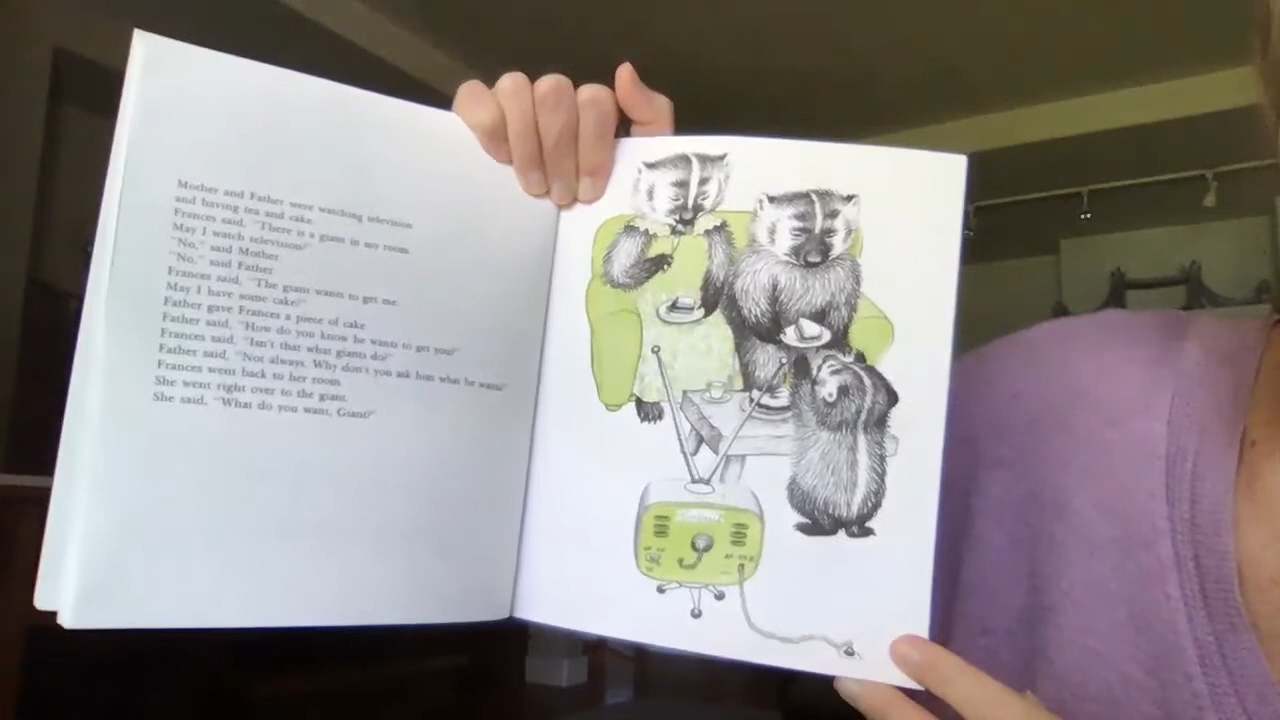 Mother and Father were watching television
and having tea and cake.
Frances said, "There is a giant in my room.
May I watch television?"
"No," said Mother.
"No," said Father.
Frances said, "The giant wants to get me.
May I have some cake?"
Father gave Frances a piece of cake.
Father said, "How do you know he wants to get you?"
Frances said, "Isn't that what giants do?"
Father said, "Not always. Why don't you ask him what he wants?"
Frances went back to her room.
She went right over to the giant.
She said, "What do you want, Giant?"